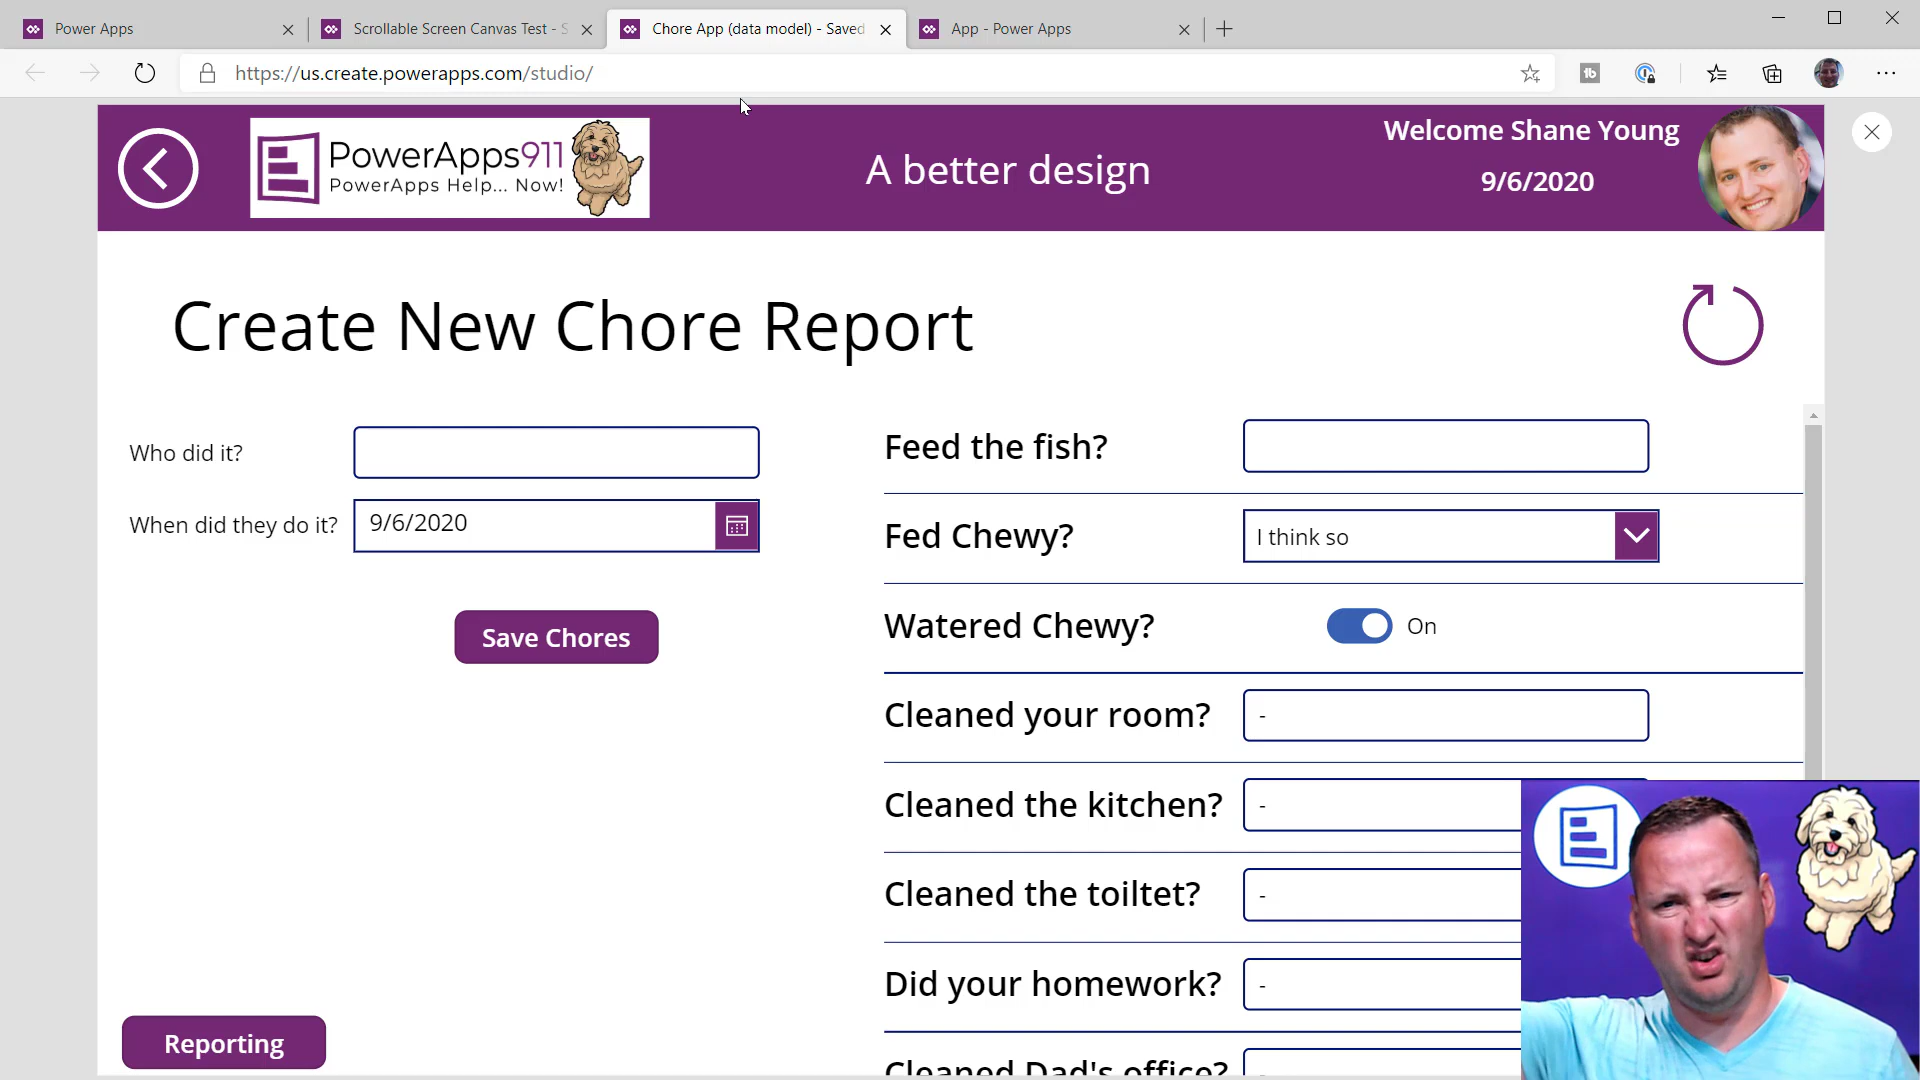 Power Apps
Scrollable Screen Canvas Test - S
Chore App (data model) - Saved
App - Power Apps
https://us.create.powerapps.com/studio/
PowerApps911
PowerApps Help... Now!
A better design
Welcome Shane Young
9/6/2020
Create New Chore Report
Who did it?
When did they do it?
9/6/2020
Save Chores
Feed the fish?
Fed Chewy?
I think so
Watered Chewy?
On
Cleaned your room?
-
Cleaned the kitchen?
-
Cleaned the toiltet?
-
Did your homework?
-
Cleaned Dad's office?
Reporting